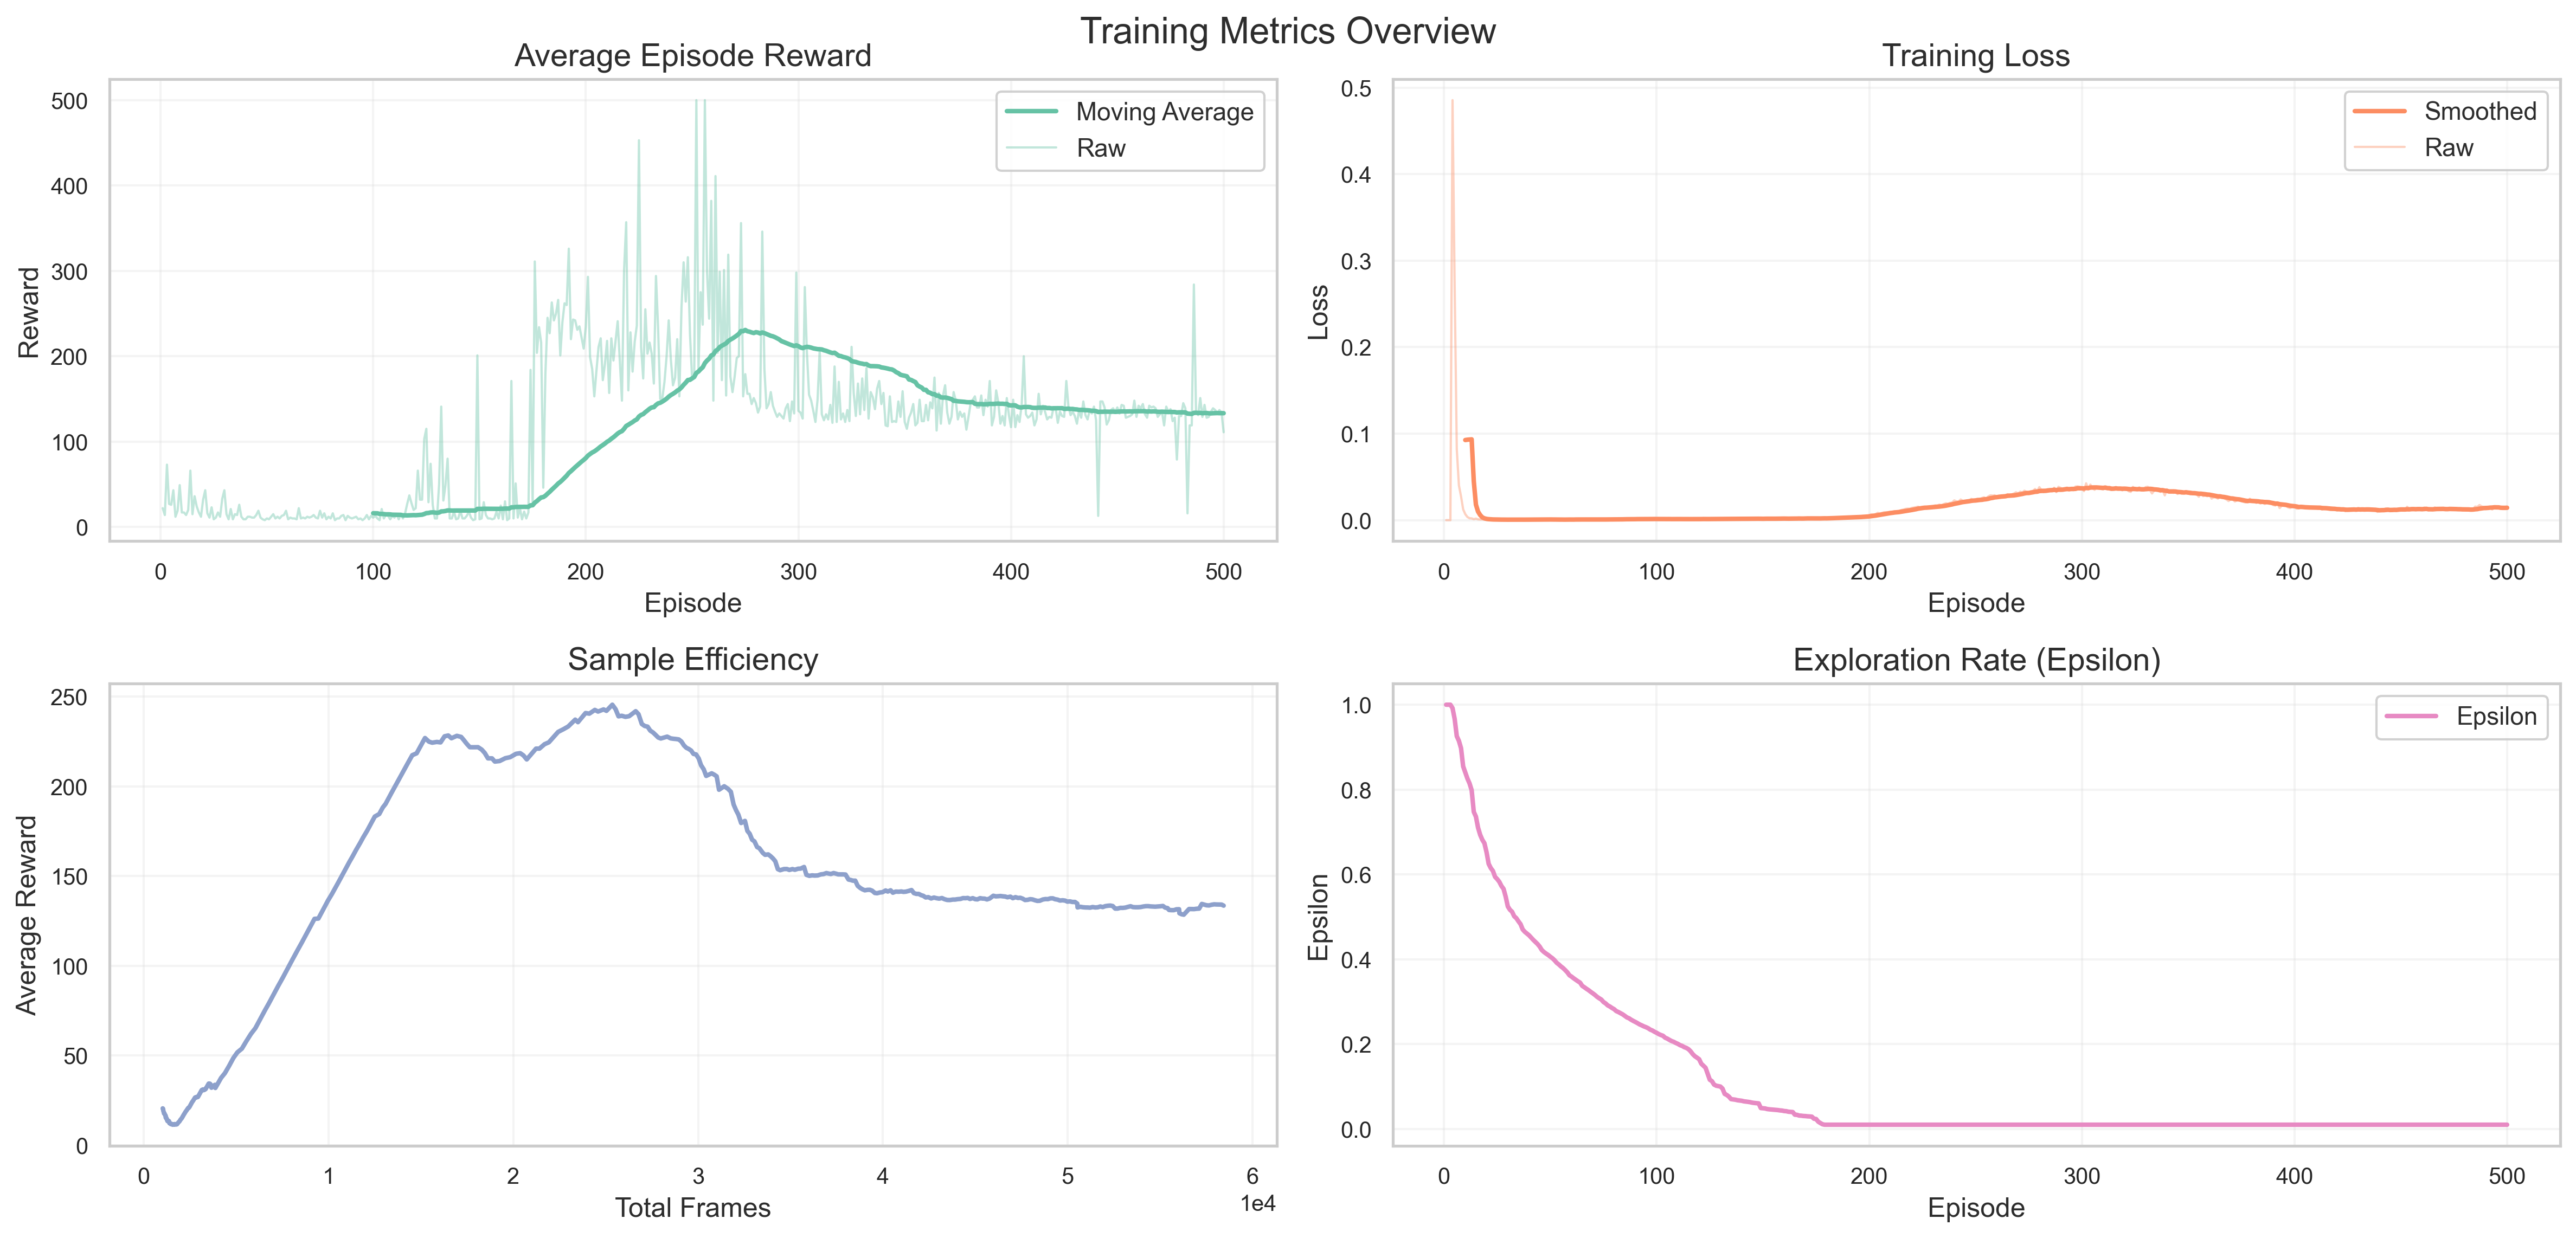 Training Metrics Overview
Average Episode Reward
500
400
300
200
100
0
Reward
0 100 200 300 400 500
Episode
Moving Average
Raw
Training Loss
0.5
0.4
0.3
0.2
0.1
0.0
Loss
0 100 200 300 400 500
Episode
Smoothed
Raw
Sample Efficiency
250
200
150
100
50
0
Average Reward
0 1 2 3 4 5 6
1e4
Total Frames
Exploration Rate (Epsilon)
1.0
0.8
0.6
0.4
0.2
0.0
Epsilon
0 100 200 300 400 500
Episode
Epsilon